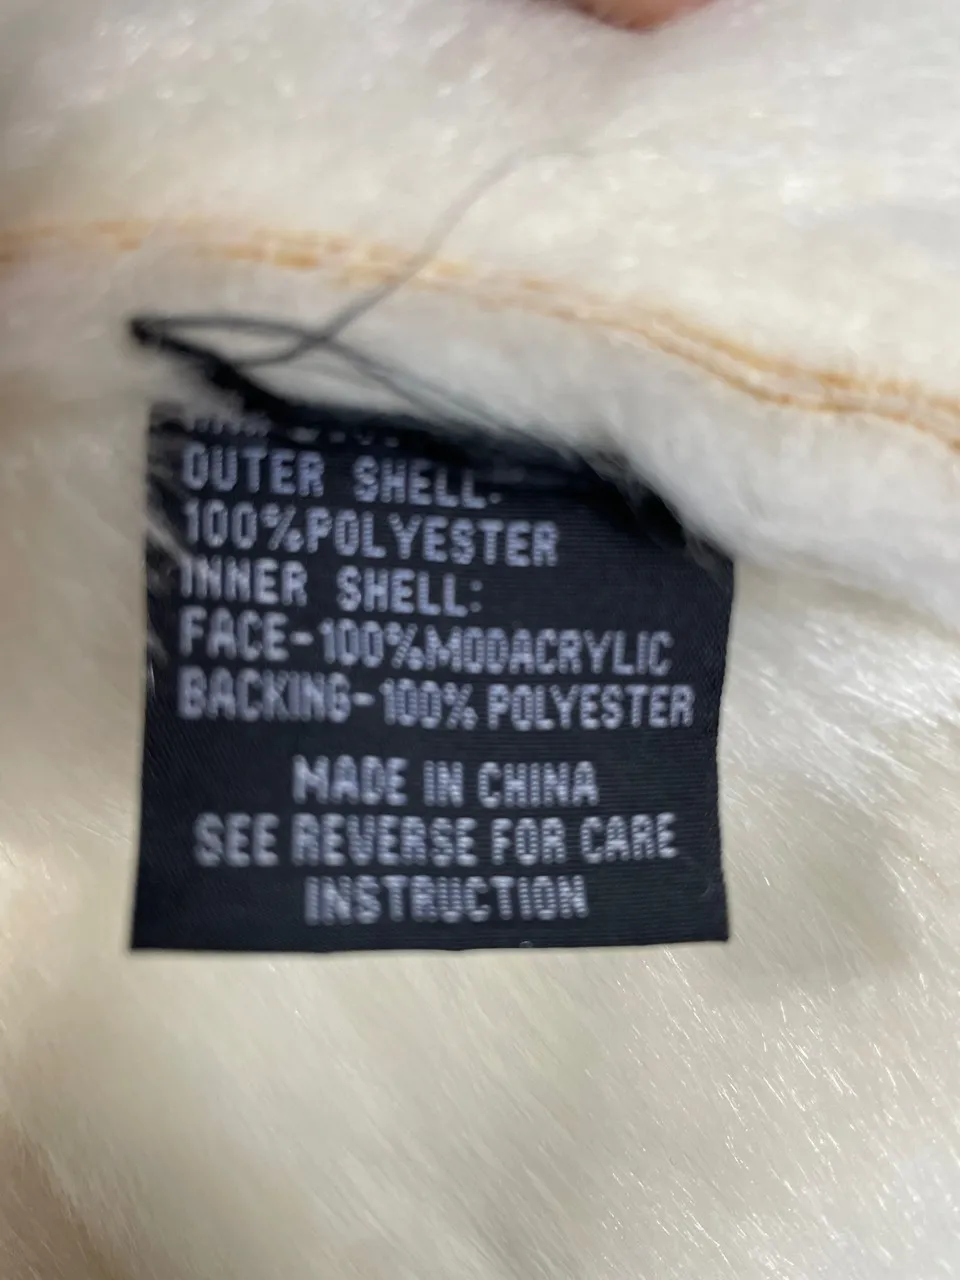 OUTER SHELL:
100%POLYESTER
INNER SHELL:
FACE-100%MODACRYLIC
BACKING-100% POLYESTER
MADE IN CHINA
SEE REVERSE FOR CARE
INSTRUCTION